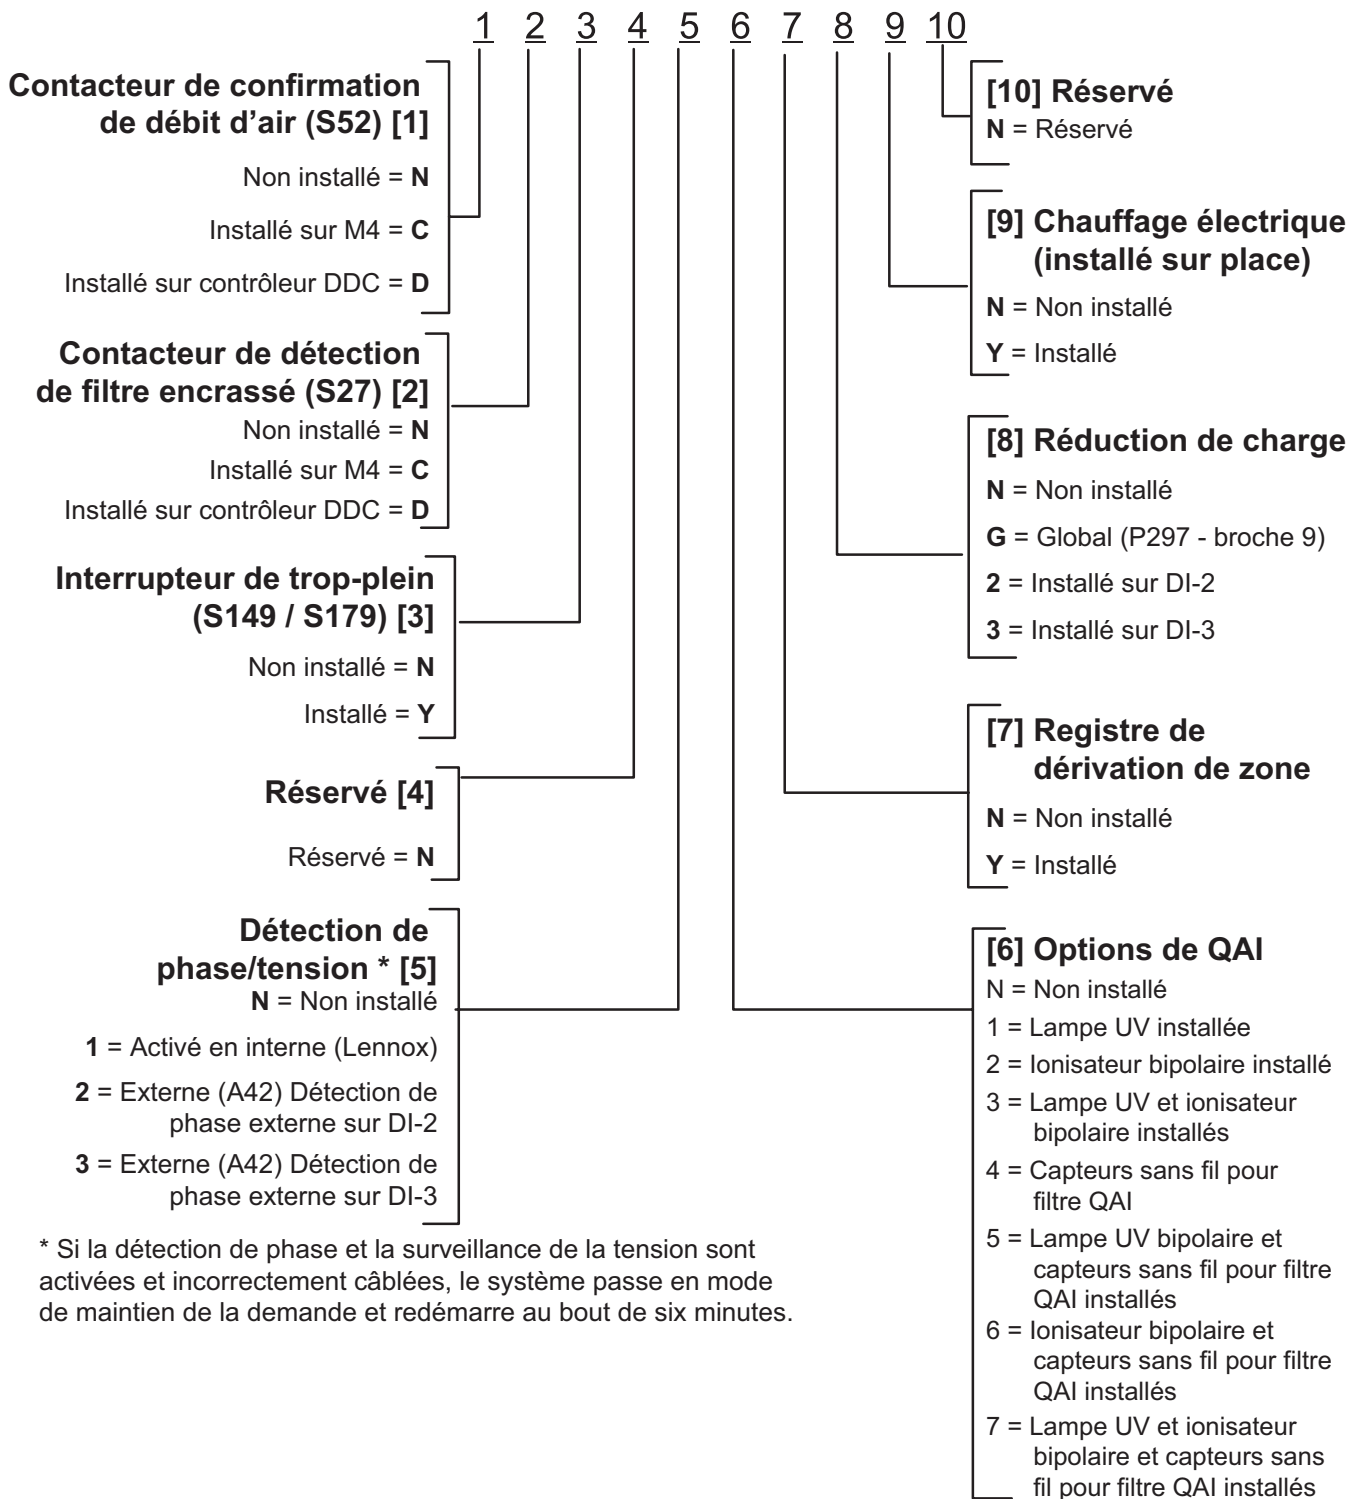 1 2 3 4 5 6 7 8 9 10
Contacteur de confirmation
de débit d'air (S52) [1]
Non installé = N
Installé sur M4 = C
Installé sur contrôleur DDC = D
Contacteur de détection
de filtre encrassé (S27) [2]
Non installé = N
Installé sur M4 = C
Installé sur contrôleur DDC = D
Interrupteur de trop-plein
(S149 / S179) [3]
Non installé = N
Installé = Y
Réservé [4]
Réservé = N
Détection de
phase/tension * [5]
N = Non installé
1 = Activé en interne (Lennox)
2 = Externe (A42) Détection de
phase externe sur DI-2
3 = Externe (A42) Détection de
phase externe sur DI-3
* Si la détection de phase et la surveillance de la tension sont
activées et incorrectement câblées, le système passe en mode
de maintien de la demande et redémarre au bout de six minutes.
[10] Réservé
N = Réservé
[9] Chauffage électrique
(installé sur place)
N = Non installé
Y = Installé
[8] Réduction de charge
N = Non installé
G = Global (P297 - broche 9)
2 = Installé sur DI-2
3 = Installé sur DI-3
[7] Registre de
dérivation de zone
N = Non installé
Y = Installé
[6] Options de QAI
N = Non installé
1 = Lampe UV installée
2 = Ionisateur bipolaire installé
3 = Lampe UV et ionisateur
bipolaire installés
4 = Capteurs sans fil pour
filtre QAI
5 = Lampe UV bipolaire et
capteurs sans fil pour filtre
QAI installés
6 = Ionisateur bipolaire et
capteurs sans fil pour filtre
QAI installés
7 = Lampe UV et ionisateur
bipolaire et capteurs sans
fil pour filtre QAI installés